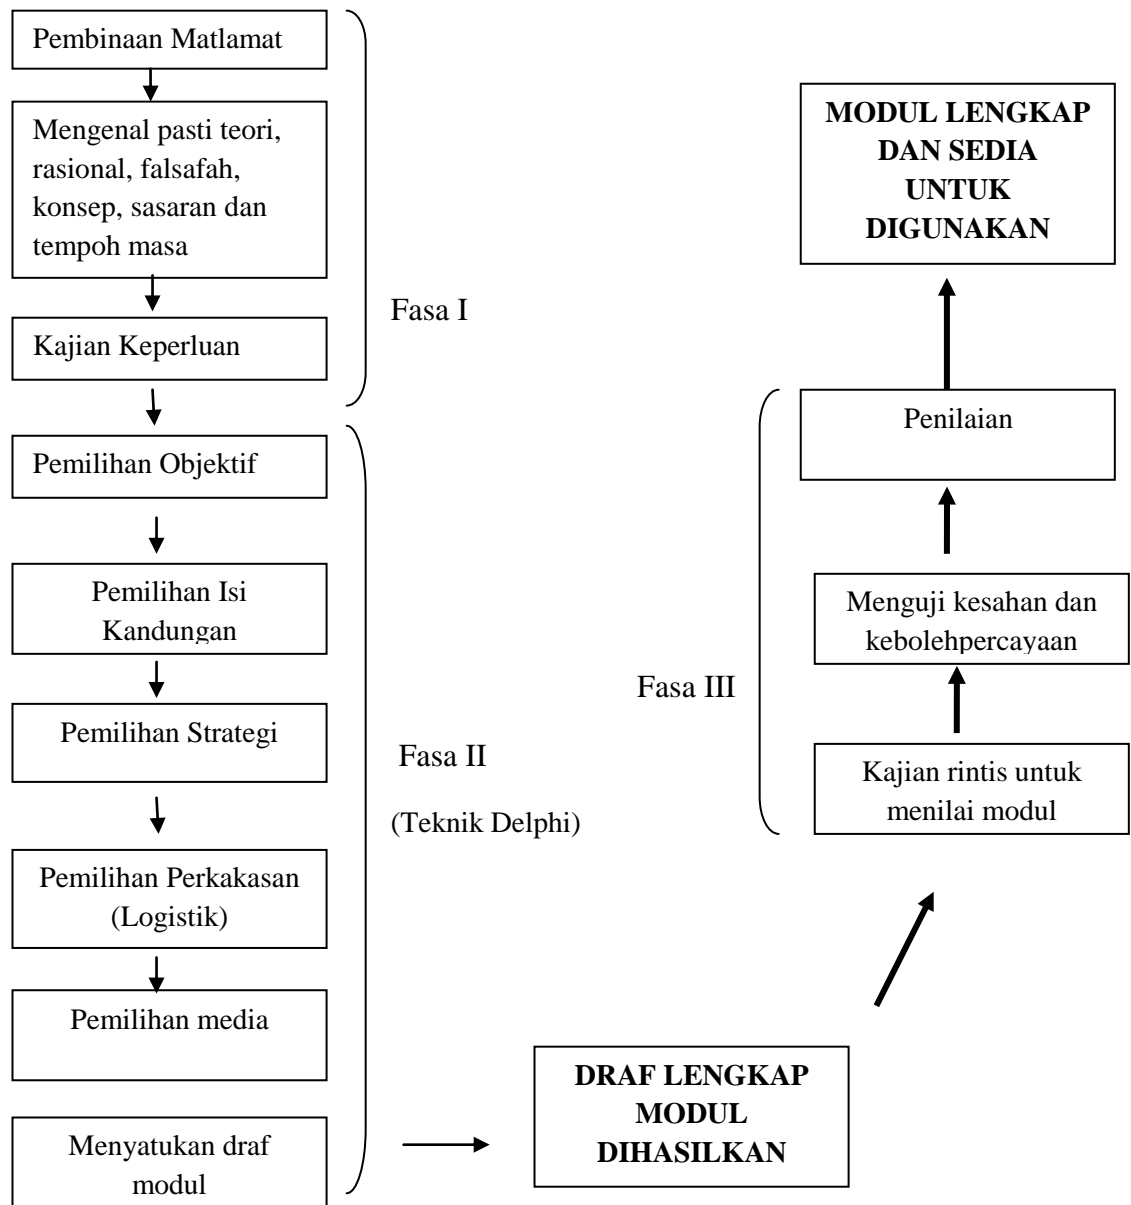 Pembinaan Matlamat
Mengenal pasti teori,
rasional, falsafah,
konsep, sasaran dan
tempoh masa
Kajian Keperluan
Fasa I
Pemilihan Objektif
Pemilihan Isi
Kandungan
Pemilihan Strategi
Pemilihan Perkakasan
(Logistik)
Pemilihan media
Menyatukan draf
modul
Fasa II
(Teknik Delphi)
DRAF LENGKAP
MODUL
DIHASILKAN
Kajian rintis untuk
menilai modul
Menguji kesahan dan
kebolehpercayaan
Penilaian
Fasa III
MODUL LENGKAP
DAN SEDIA
UNTUK
DIGUNAKAN